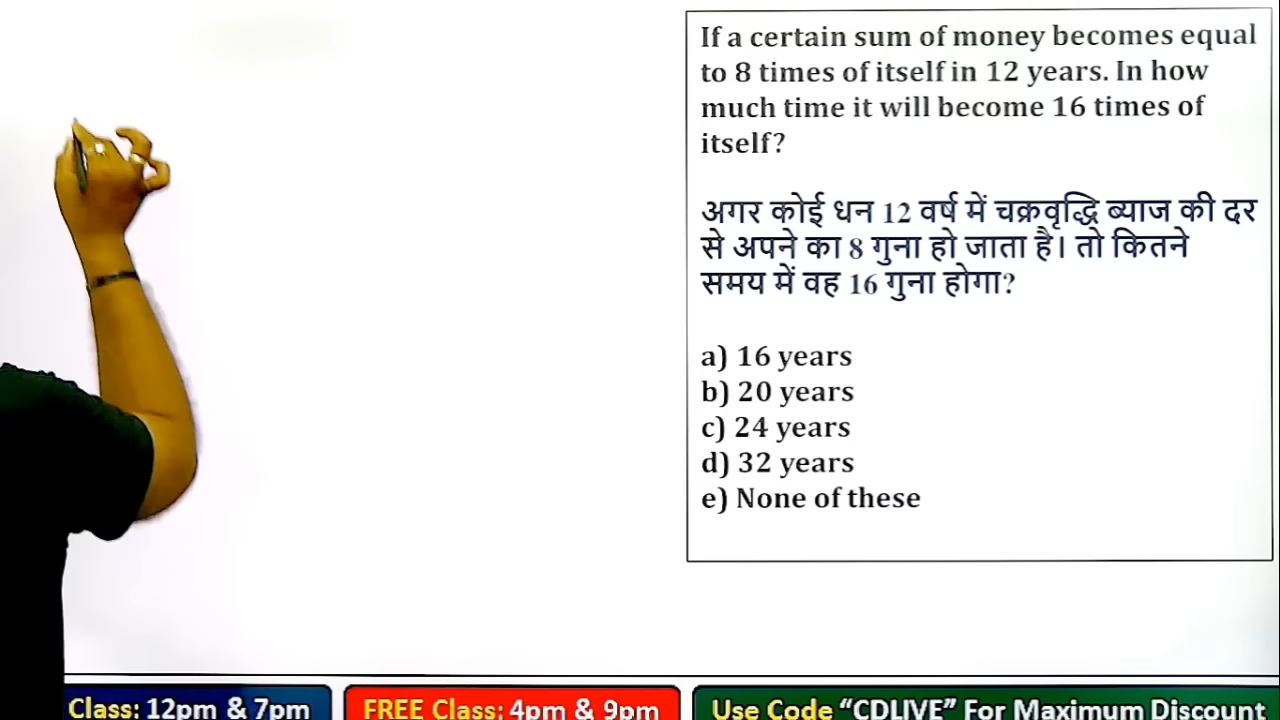 If a certain sum of money becomes equal
to 8 times of itself in 12 years. In how
much time it will become 16 times of
itself?
अगर कोई धन 12 वर्ष में चक्रवृद्धि ब्याज की दर
से अपने का 8 गुना हो जाता है। तो कितने
समय में वह 16 गुना होगा?
a) 16 years
b) 20 years
c) 24 years
d) 32 years
e) None of these
Class: 12pm & 7pm
FREE Class: 4pm & 9pm
Use Code “CDLIVE” For Maximum Discount